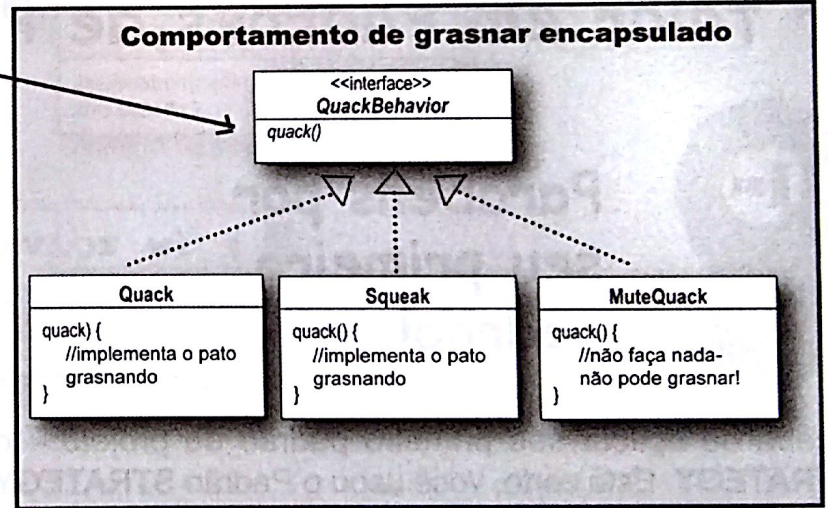 Comportamento de grasnar encapsulado
<<interface>>
QuackBehavior
quack()
Quack
quack) {
//implementa o pato
grasnando
}
Squeak
quack() {
//implementa o pato
grasnando
}
MuteQuack
quack() {
//não faça nada-
não pode grasnar!
}